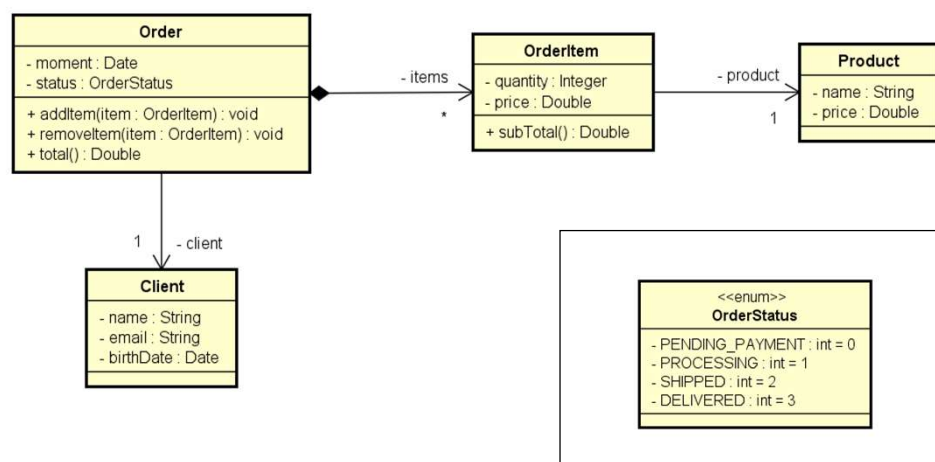 Order
- moment : Date
- status : OrderStatus
+ addItem(item : OrderItem) : void
+ removeItem(item : OrderItem) : void
+ total() : Double
- items
*
OrderItem
- quantity : Integer
- price : Double
+ subTotal() : Double
- product
1
Product
- name : String
- price : Double
1
- client
Client
- name : String
- email : String
- birthDate : Date
<<enum>>
OrderStatus
- PENDING_PAYMENT : int = 0
- PROCESSING : int = 1
- SHIPPED : int = 2
- DELIVERED : int = 3